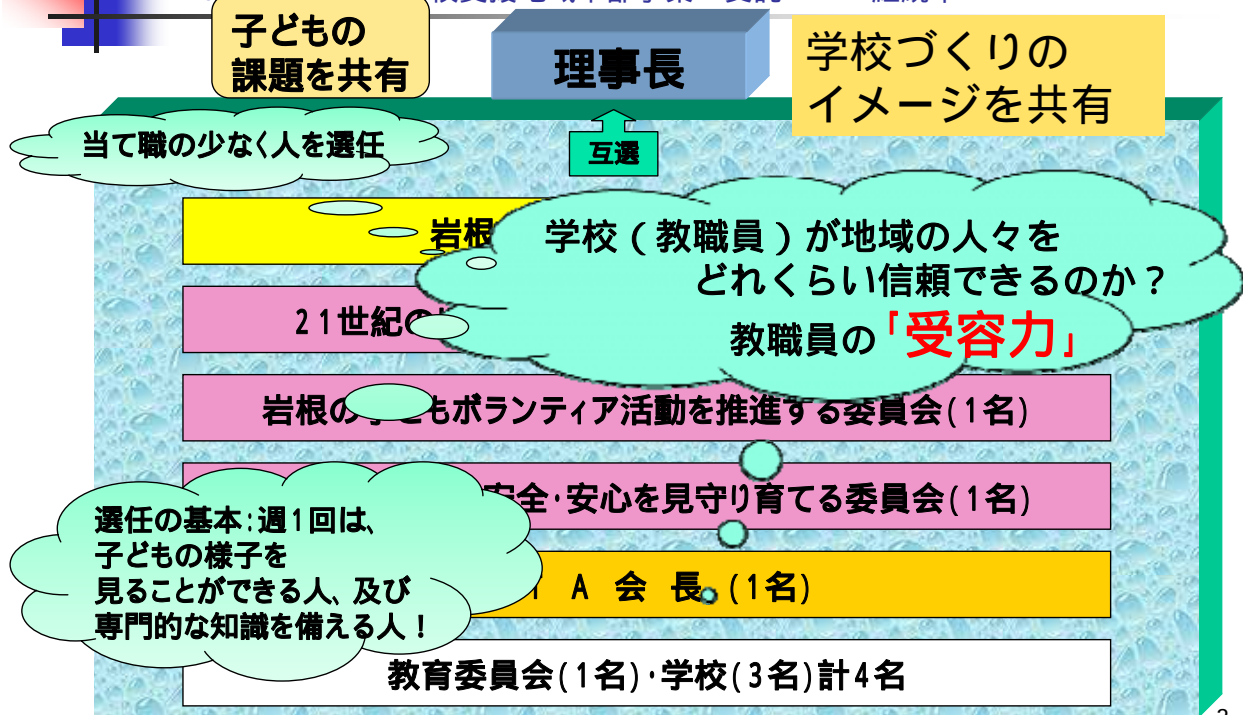 子どもの
課題を共有
理事長
学校づくりの
イメージを共有
当て職の少なく人を選任
互選
岩根
学校(教職員)が地域の人々を
どれくらい信頼できるのか?
教職員の「受容力」
21世紀の
岩根の子どもボランティア活動を推進する委員会(1名)
安全・安心を見守り育てる委員会(1名)
選任の基本:週1回は、
子どもの様子を
見ることができる人、及び
専門的な知識を備える人!
A 会 長 (1名)
教育委員会(1名)・学校(3名)計4名